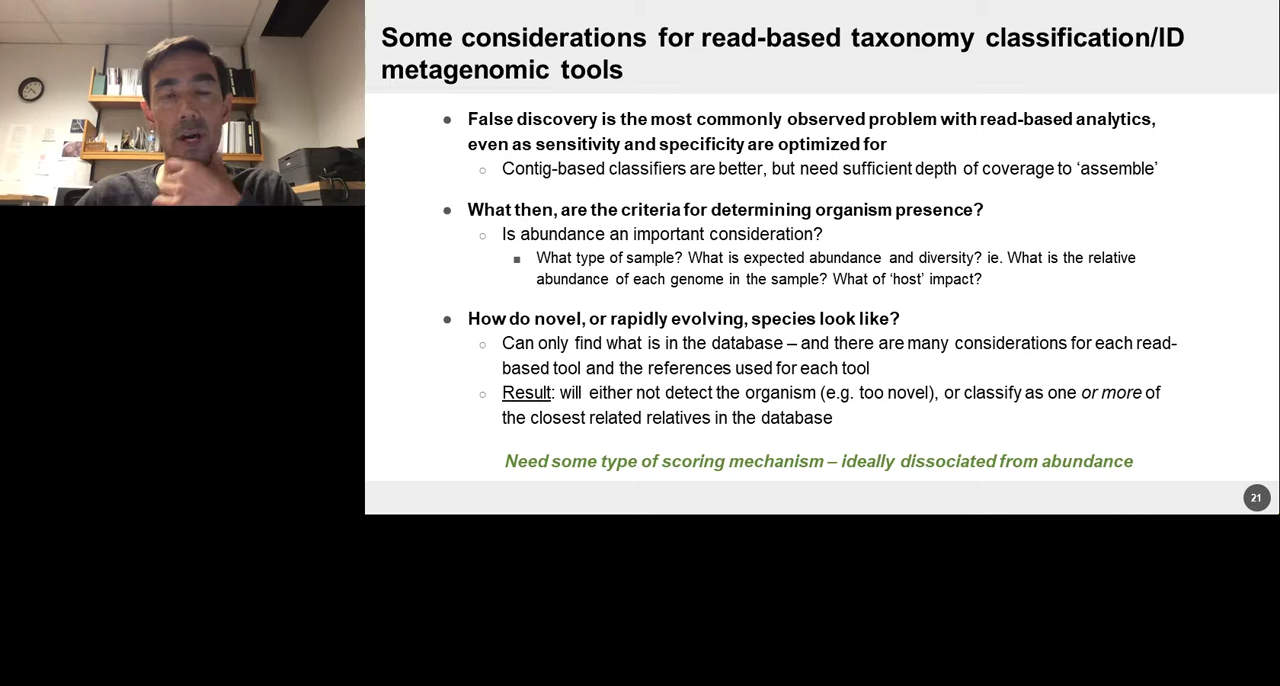 Some considerations for read-based taxonomy classification/ID
metagenomic tools
● False discovery is the most commonly observed problem with read-based analytics,
even as sensitivity and specificity are optimized for
○ Contig-based classifiers are better, but need sufficient depth of coverage to ‘assemble’
● What then, are the criteria for determining organism presence?
○ Is abundance an important consideration?
■ What type of sample? What is expected abundance and diversity? ie. What is the relative
abundance of each genome in the sample? What of ‘host’ impact?
● How do novel, or rapidly evolving, species look like?
○ Can only find what is in the database – and there are many considerations for each read-
based tool and the references used for each tool
○ Result: will either not detect the organism (e.g. too novel), or classify as one or more of
the closest related relatives in the database
Need some type of scoring mechanism – ideally dissociated from abundance
21